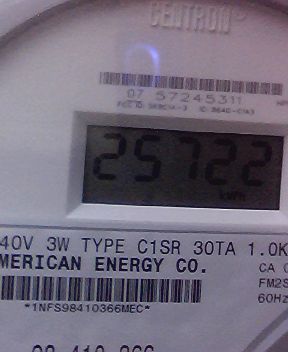 CENTRON
07 57245311
25722
kWh
40V 3W TYPE C1SR 30TA 1.0K
MERICAN ENERGY CO.
CA 0
FM2S
60Hz
*1NFS98410366MEC*